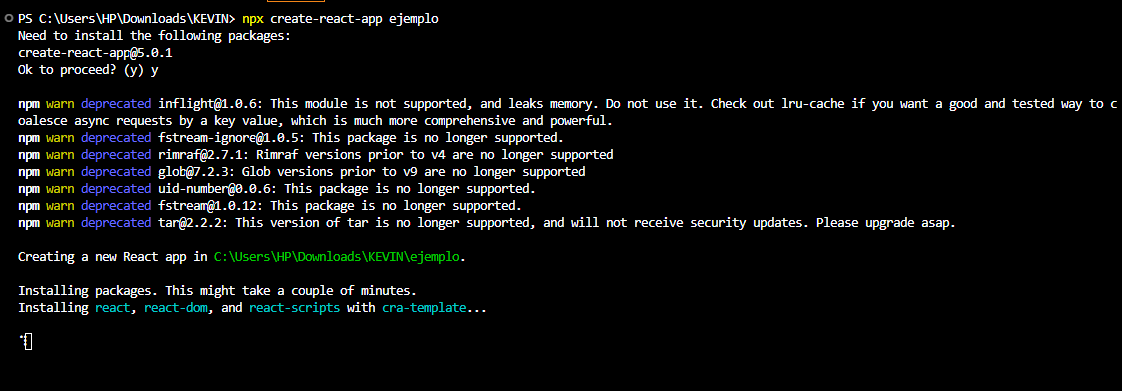 PS C:\Users\HP\Downloads\KEVIN> npx create-react-app ejemplo
Need to install the following packages:
create-react-app@5.0.1
Ok to proceed? (y) y
npm warn deprecated inflight@1.0.6: This module is not supported, and leaks memory. Do not use it. Check out lru-cache if you want a good and tested way to c
oalesce async requests by a key value, which is much more comprehensive and powerful.
npm warn deprecated fstream-ignore@1.0.5: This package is no longer supported.
npm warn deprecated rimraf@2.7.1: Rimraf versions prior to v4 are no longer supported
npm warn deprecated glob@7.2.3: Glob versions prior to v9 are no longer supported
npm warn deprecated uid-number@0.0.6: This package is no longer supported.
npm warn deprecated fstream@1.0.12: This package is no longer supported.
npm warn deprecated tar@2.2.2: This version of tar is no longer supported, and will not receive security updates. Please upgrade asap.
Creating a new React app in C:\Users\HP\Downloads\KEVIN\ejemplo.
Installing packages. This might take a couple of minutes.
Installing react, react-dom, and react-scripts with cra-template...